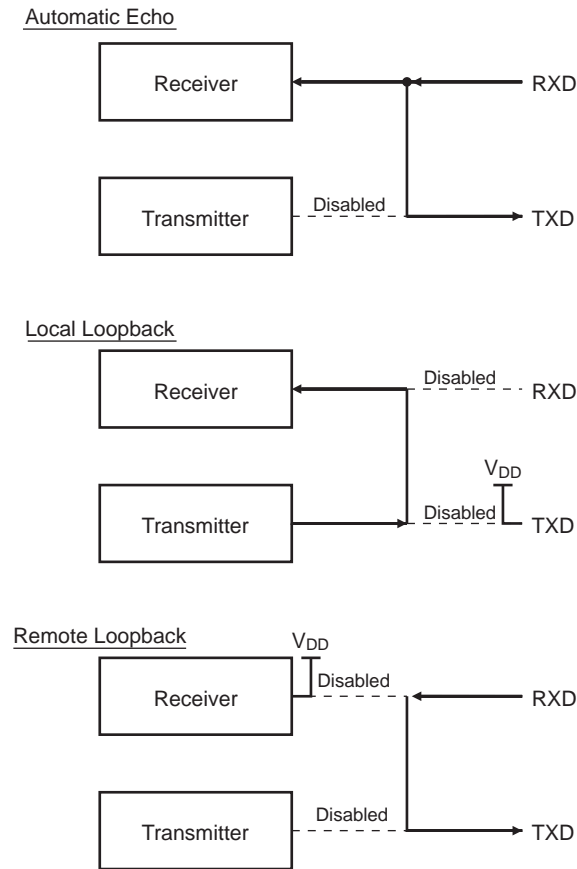 Automatic Echo
Receiver
RXD
Transmitter
Disabled
TXD
Local Loopback
Receiver
Disabled
RXD
VDD
Transmitter
Disabled
TXD
Remote Loopback
VDD
Receiver
Disabled
RXD
Transmitter
Disabled
TXD